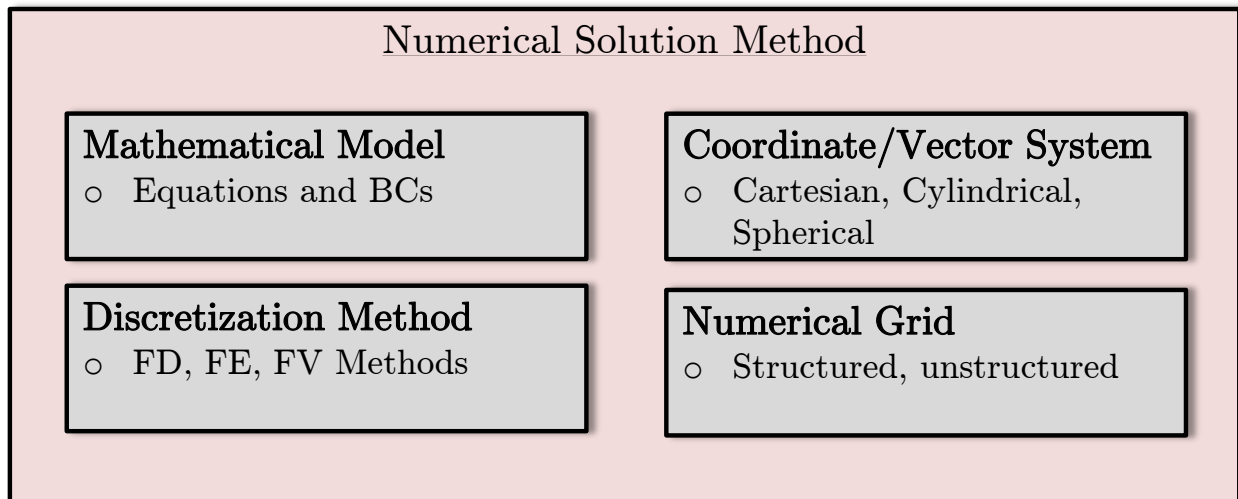 Numerical Solution Method
Mathematical Model
o Equations and BCs
Coordinate/Vector System
o Cartesian, Cylindrical,
Spherical
Discretization Method
o FD, FE, FV Methods
Numerical Grid
o Structured, unstructured